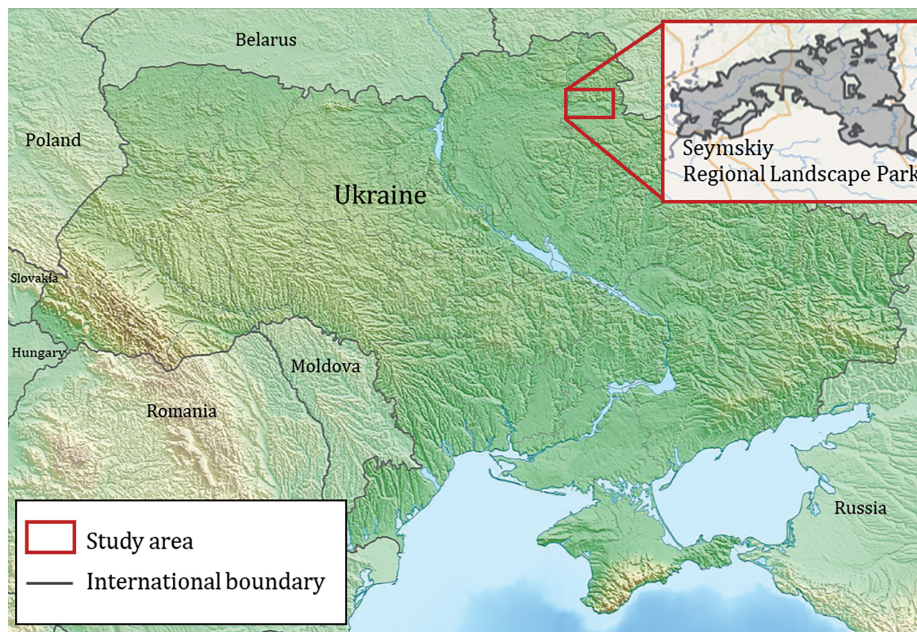 Belarus
Poland
Ukraine
Seymskiy
Regional Landscape Park
Slovakia
Hungary
Moldova
Romania
Russia
Study area
International boundary